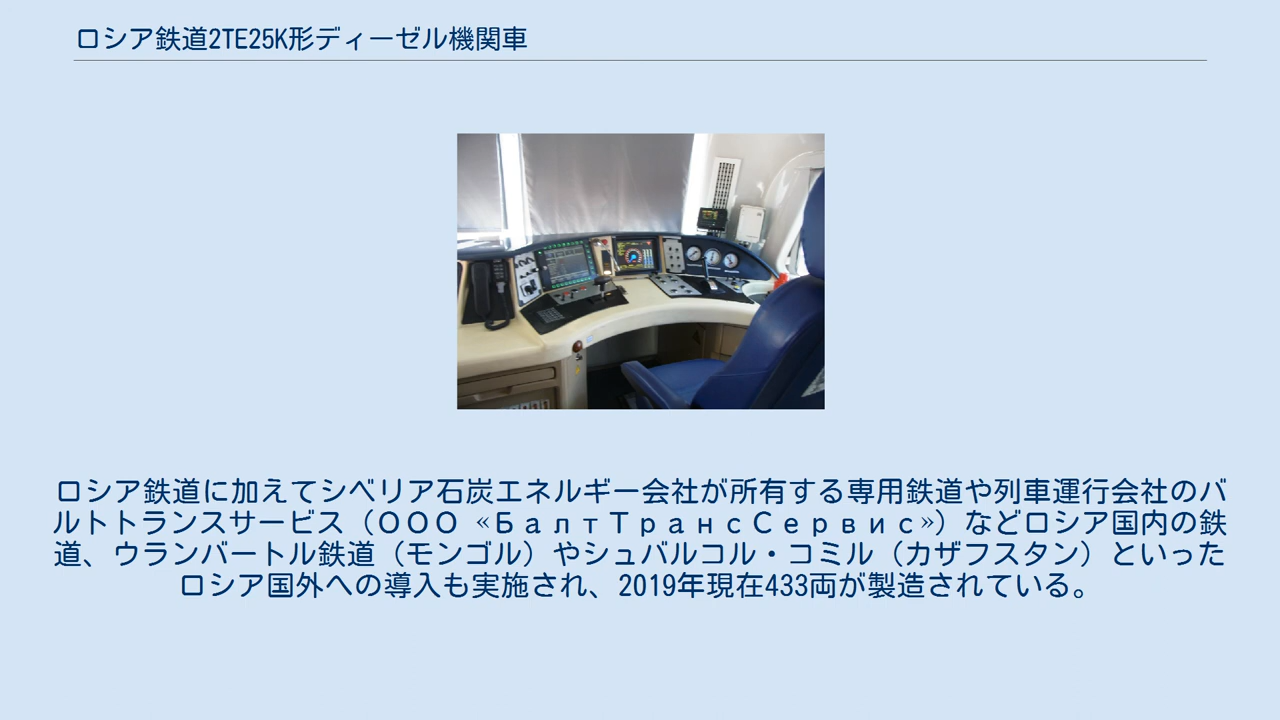 ロシア鉄道2TE25K形ディーゼル機関車
ロシア鉄道に加えてシベリア石炭エネルギー会社が所有する専用鉄道や列車運行会社のバ
ルトトランスサービス（ＯＯＯ «ＢалтТрансСервис»）などロシア国内の鉄
道、ウランバートル鉄道（モンゴル）やシュバルコル・コミル（カザフスタン）といった
ロシア国外への導入も実施され、2019年現在433両が製造されている。